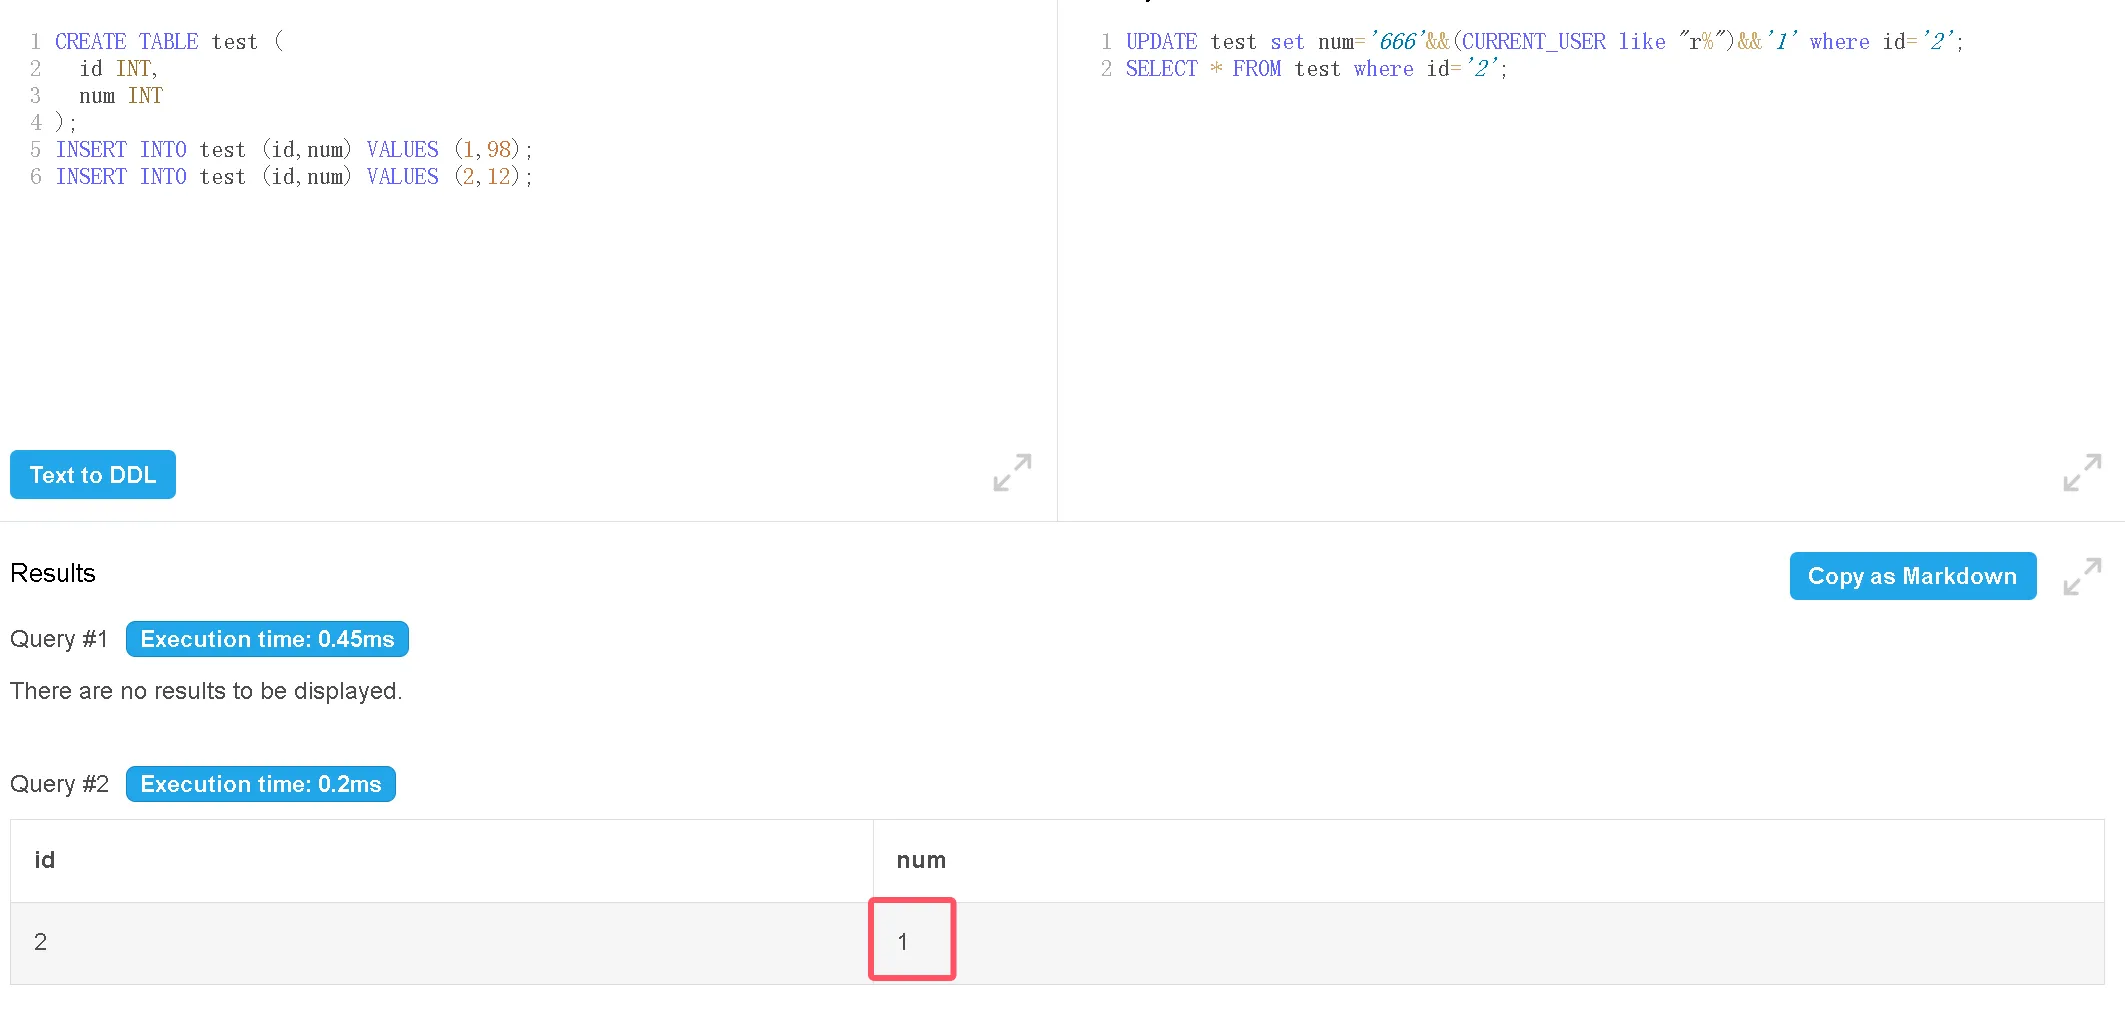 1 CREATE TABLE test (
2 id INT,
3 num INT
4 );
5 INSERT INTO test (id,num) VALUES (1,98);
6 INSERT INTO test (id,num) VALUES (2,12);
1 UPDATE test set num='666'&&(CURRENT_USER like "r%")&&'1' where id='2';
2 SELECT * FROM test where id='2';
Text to DDL
Results
Copy as Markdown
Query #1 Execution time: 0.45ms
There are no results to be displayed.
Query #2 Execution time: 0.2ms
id num
2 1